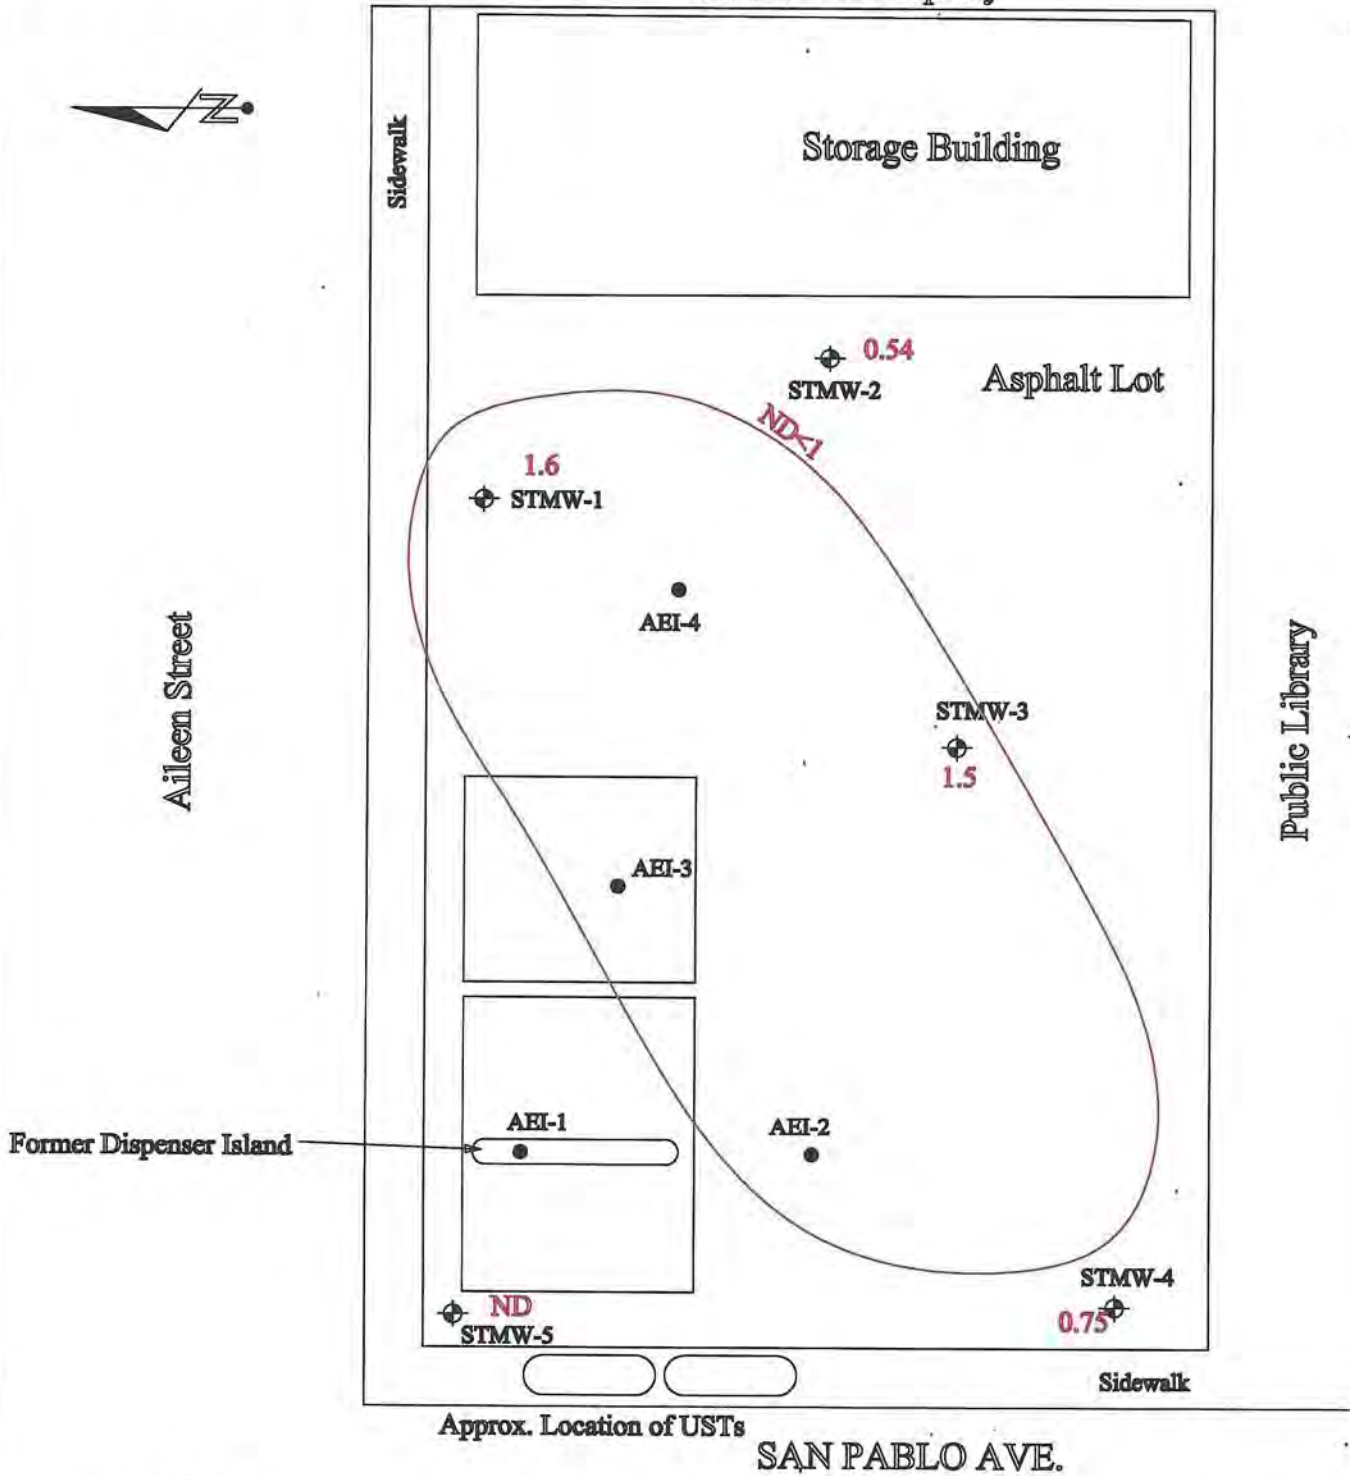 Z
Sidewalk
Storage Building
0.54
STMW-2
Asphalt Lot
ND<1
1.6
STMW-1
AEI-4
Aileen Street
STMW-3
1.5
Public Library
AEI-3
AEI-1
AEI-2
Former Dispenser Island
STMW-4
0.75
ND
STMW-5
Sidewalk
Approx. Location of USTs
SAN PABLO AVE.